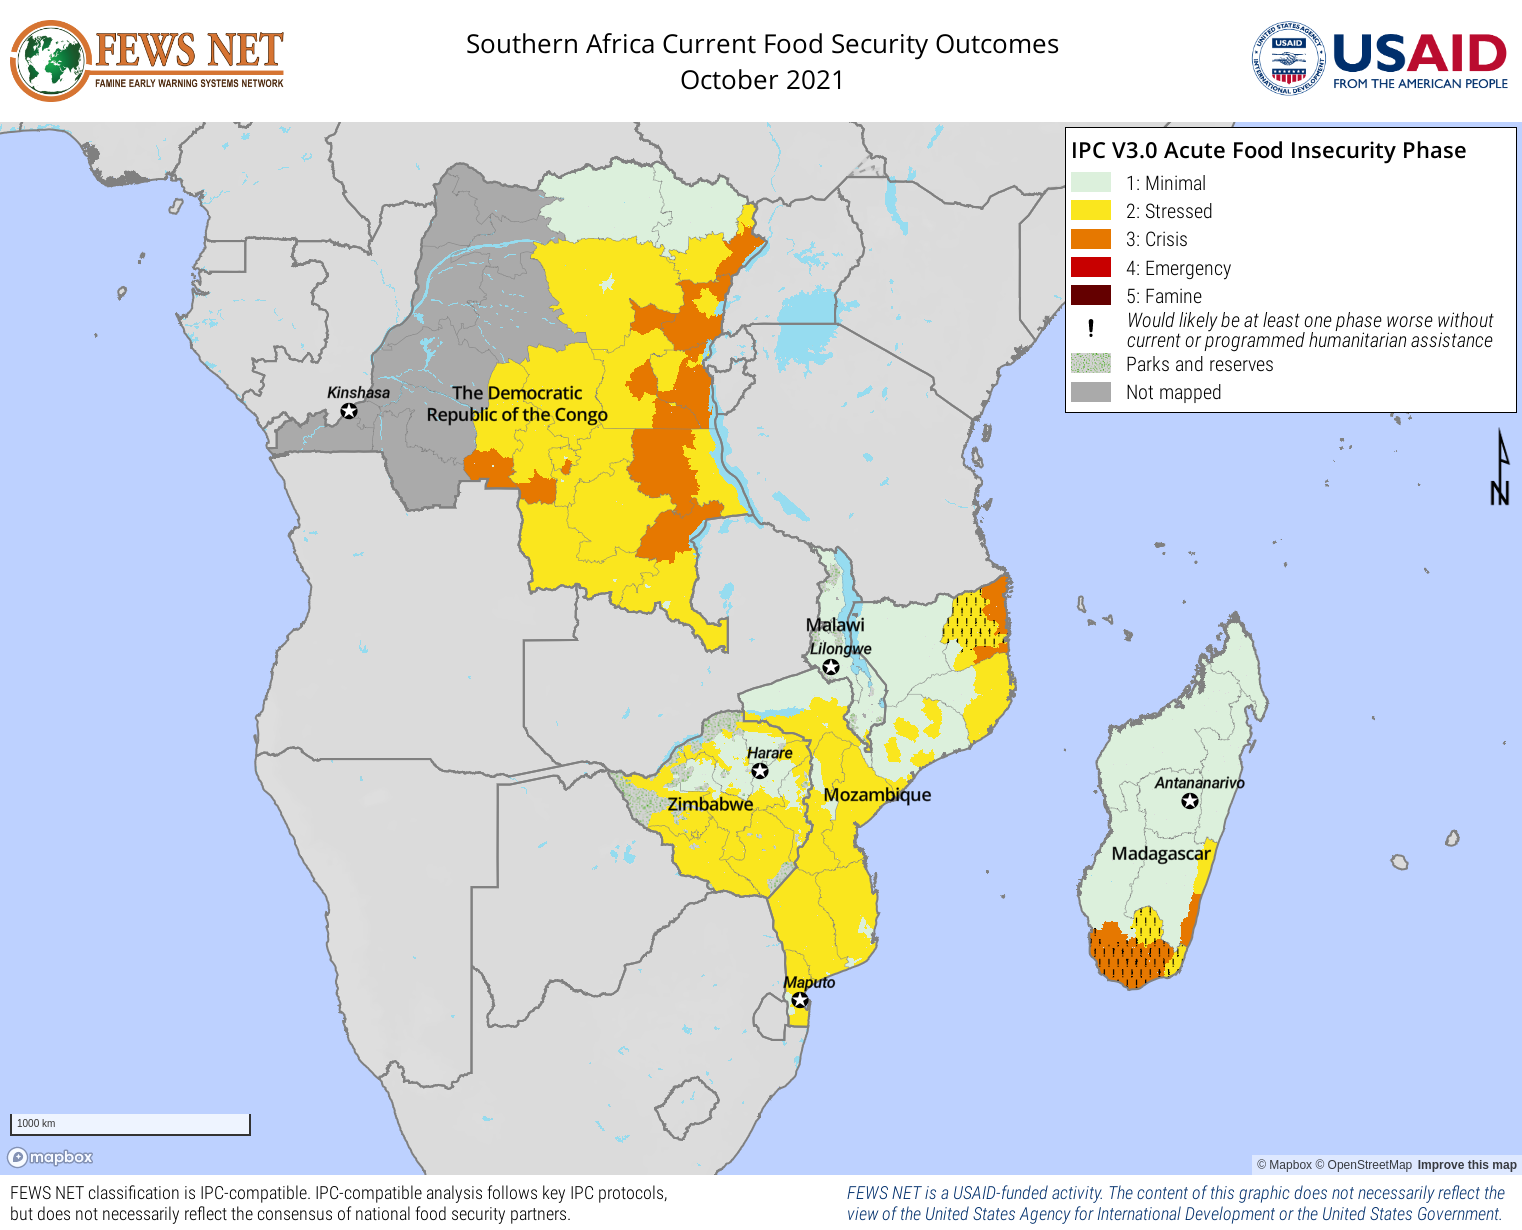 FEWS NET
FAMINE EARLY WARNING SYSTEMS NETWORK
Southern Africa Current Food Security Outcomes
October 2021
UNITED STATES AGENCY
INTERNATIONAL DEVELOPMENT
USAID
USAID
FROM THE AMERICAN PEOPLE
IPC V3.0 Acute Food Insecurity Phase
1: Minimal
2: Stressed
3: Crisis
4: Emergency
5: Famine
! Would likely be at least one phase worse without
current or programmed humanitarian assistance
Parks and reserves
Not mapped
Kinshasa
The Democratic
Republic of the Congo
N
Malawi
Lilongwe
Harare
Zimbabwe
Mozambique
Antananarivo
Madagascar
Maputo
1000 km
mapbox
© Mapbox © OpenStreetMap Improve this map
FEWS NET classification is IPC-compatible. IPC-compatible analysis follows key IPC protocols,
but does not necessarily reflect the consensus of national food security partners.
FEWS NET is a USAID-funded activity. The content of this graphic does not necessarily reflect the
view of the United States Agency for International Development or the United States Government.